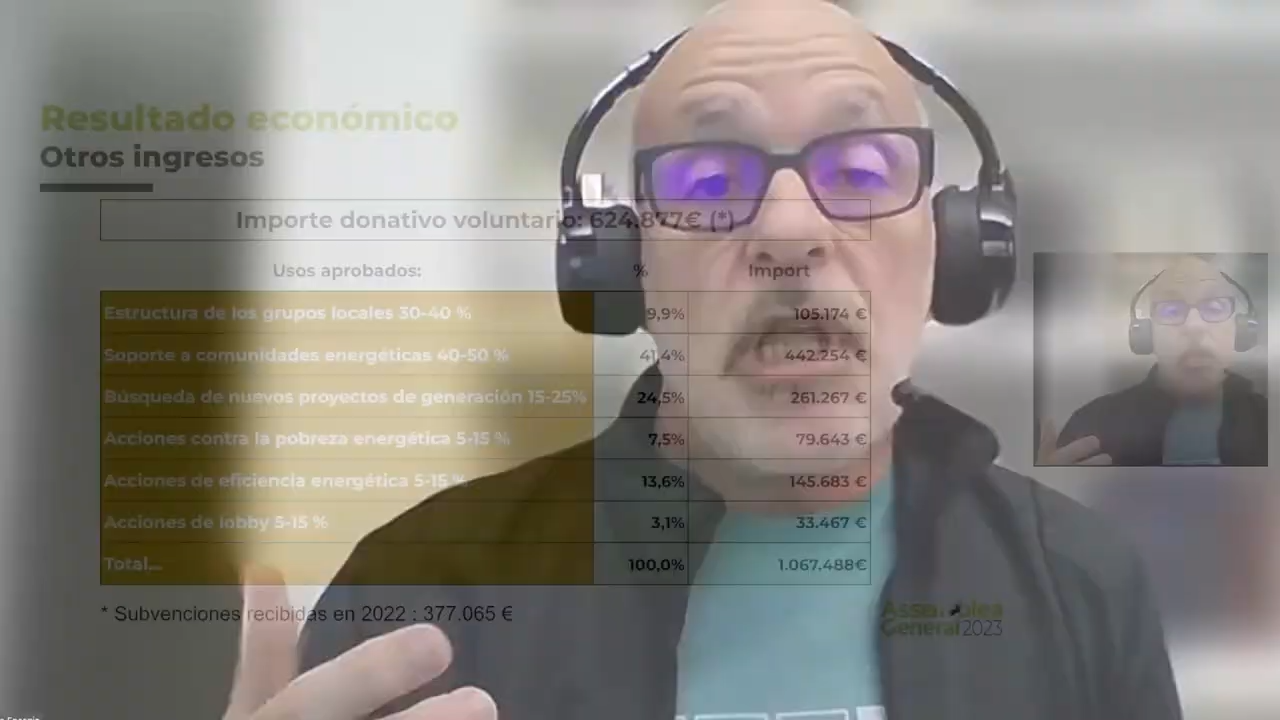 Resultado económico
Otros ingresos
Importe donativo voluntario: 624.877€ (*)
Usos aprobados: % Import
Estructura de los grupos locales 30-40 % 9,9% 105.174 €
Soporte a comunidades energéticas 40-50 % 41,4% 442.254 €
Búsqueda de nuevos proyectos de generación 15-25% 24,5% 261.267 €
Acciones contra la pobreza energética 5-15 % 7,5% 79.643 €
Acciones de eficiencia energética 5-15 % 13,6% 145.683 €
Acciones de lobby 5-15 % 3,1% 33.467 €
Total... 100,0% 1.067.488€
* Subvenciones recibidas en 2022 : 377.065 €
Assemblea
General 2023